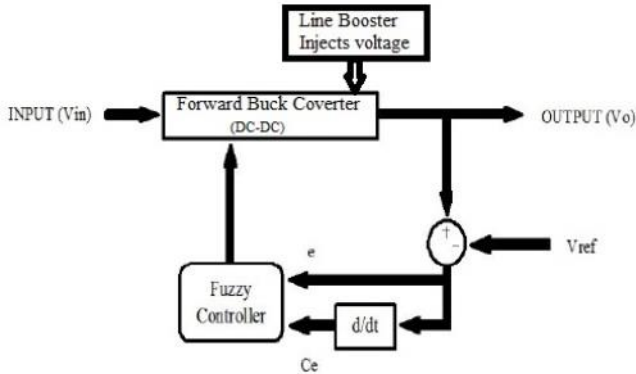 Line Booster
Injects voltage
INPUT (Vin)
Forward Buck Coverter
(DC-DC)
OUTPUT (Vo)
+
-
Vref
e
Fuzzy
Controller
d/dt
Ce